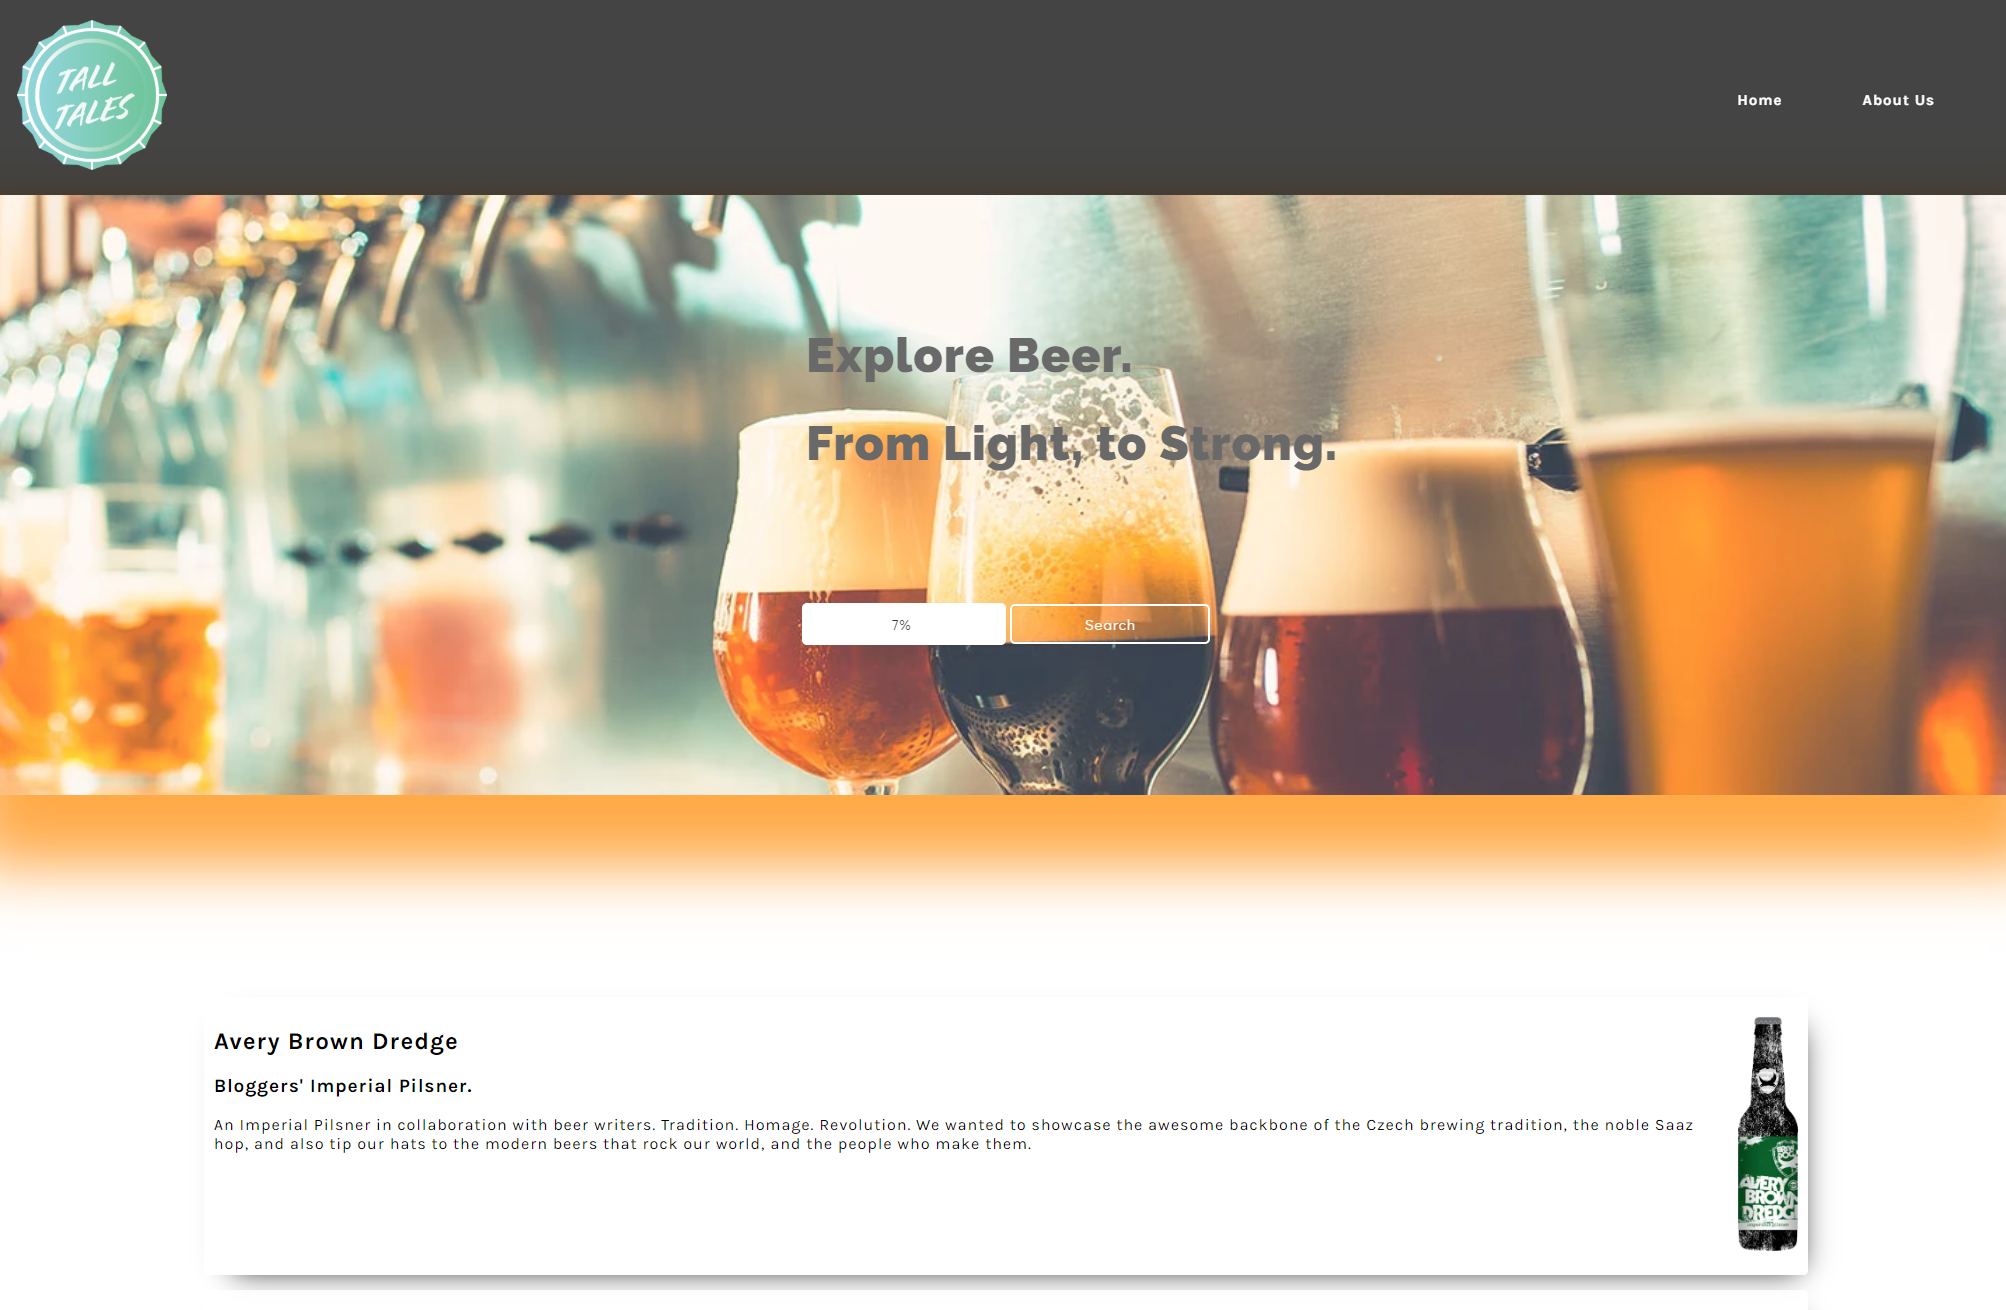 TALL
TALES
Home
About Us
Explore Beer.
From Light, to Strong.
7%
Search
Avery Brown Dredge
Bloggers' Imperial Pilsner.
An Imperial Pilsner in collaboration with beer writers. Tradition. Homage. Revolution. We wanted to showcase the awesome backbone of the Czech brewing tradition, the noble Saaz
hop, and also tip our hats to the modern beers that rock our world, and the people who make them.
AVERY
BROWN
DREDGE